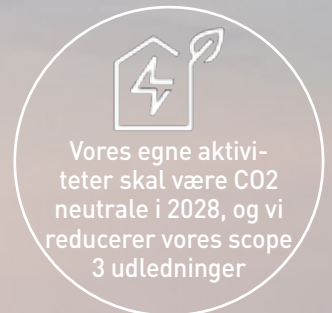 Vores egne aktivi-
teter skal være CO2
neutrale i 2028, og vi
reducerer vores scope
3 udledninger